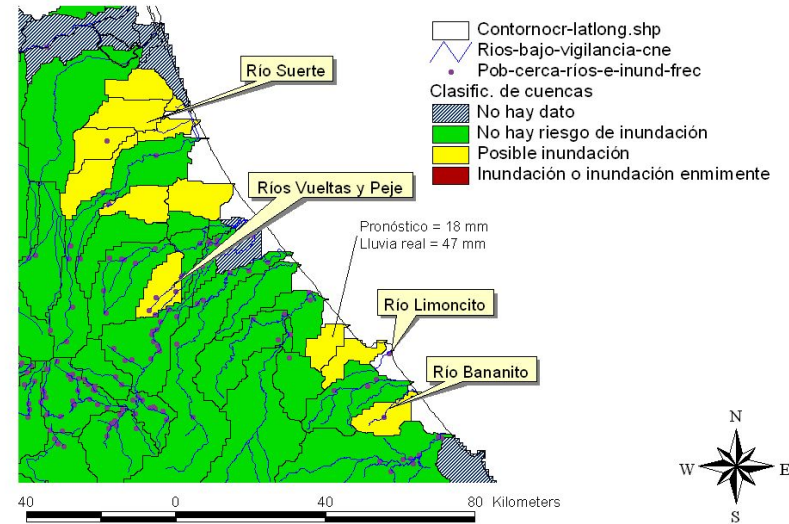 Contornocr-latlong.shp
Rios-bajo-vigilancia-cne
Pob-cerca-rios-e-inund-frec
Clasific. de cuencas
No hay dato
No hay riesgo de inundación
Posible inundación
Inundación o inundación enmimente
Río Suerte
Ríos Vueltas y Peje
Pronóstico = 18 mm
Lluvia real = 47 mm
Río Limoncito
Río Bananito
N
W E
S
40 0 40 80 Kilometers